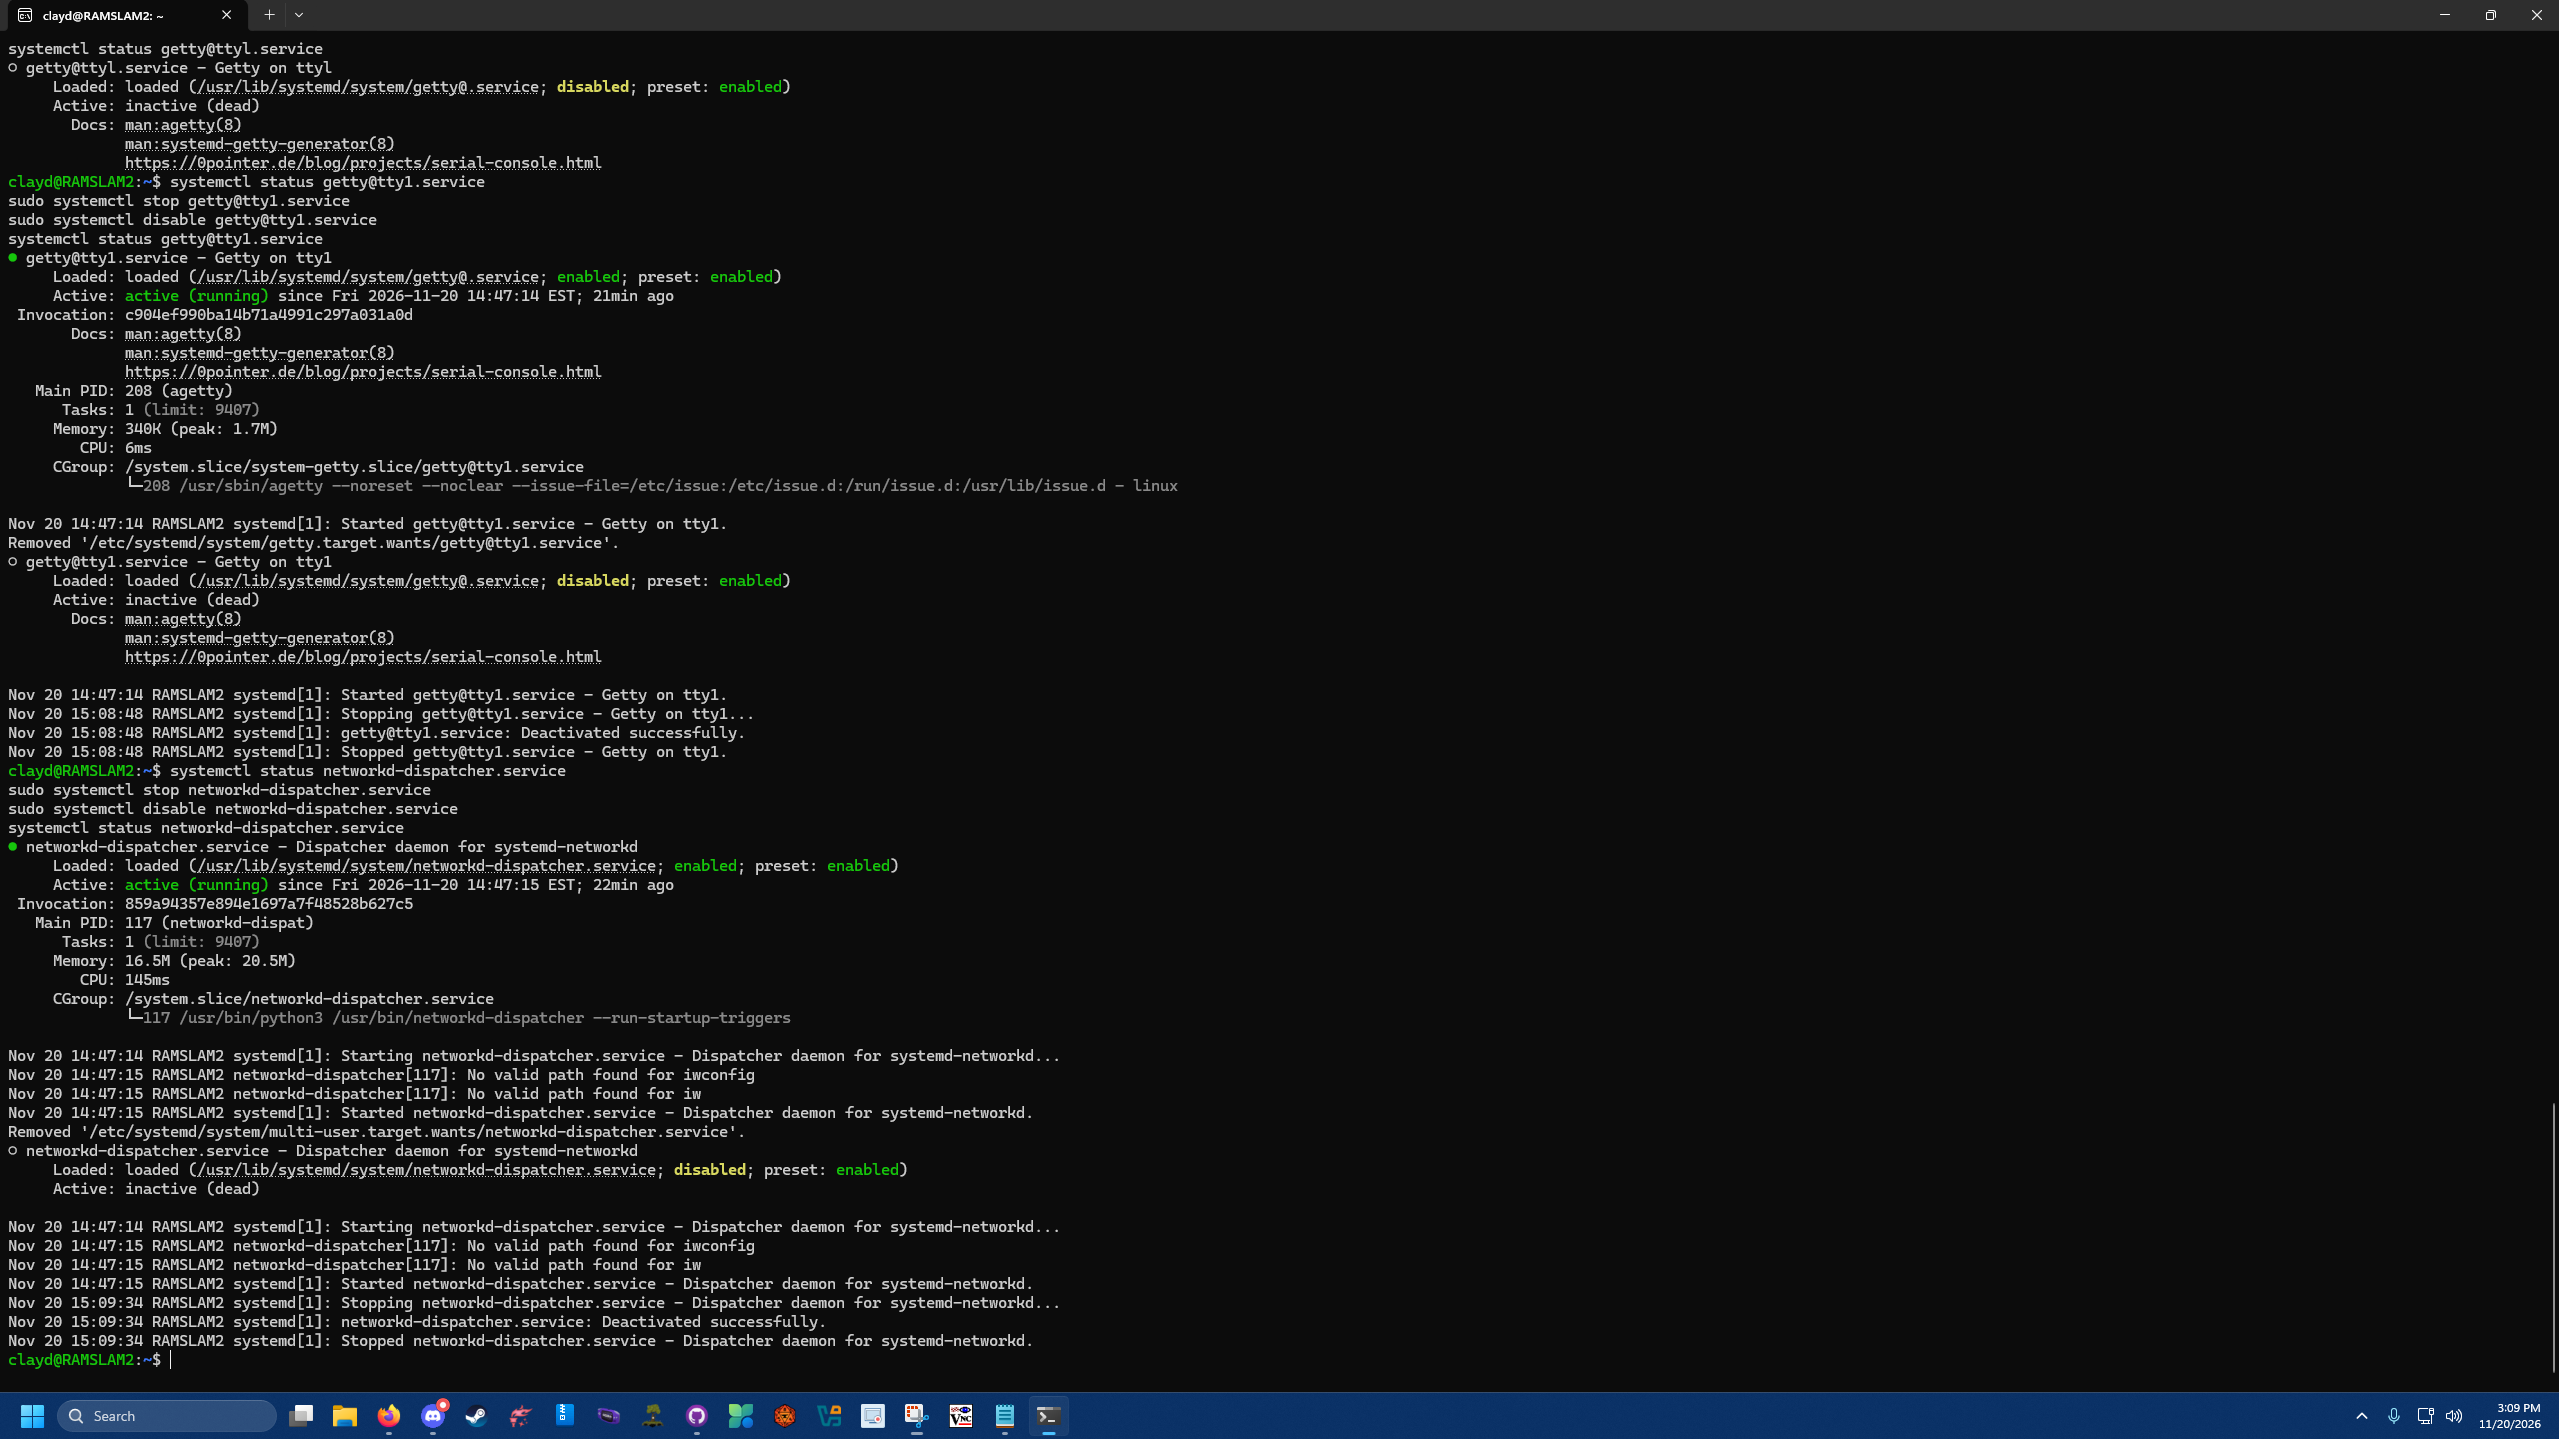 clayd@RAMSLAM2: ~
systemctl status getty@ttyl.service
○ getty@ttyl.service - Getty on ttyl
     Loaded: loaded (/usr/lib/systemd/system/getty@.service; disabled; preset: enabled)
     Active: inactive (dead)
       Docs: man:agetty(8)
             man:systemd-getty-generator(8)
             https://0pointer.de/blog/projects/serial-console.html
clayd@RAMSLAM2:~$ systemctl status getty@tty1.service
sudo systemctl stop getty@tty1.service
sudo systemctl disable getty@tty1.service
systemctl status getty@tty1.service
● getty@tty1.service - Getty on tty1
     Loaded: loaded (/usr/lib/systemd/system/getty@.service; enabled; preset: enabled)
     Active: active (running) since Fri 2026-11-20 14:47:14 EST; 21min ago
 Invocation: c904ef990ba14b71a4991c297a031a0d
       Docs: man:agetty(8)
             man:systemd-getty-generator(8)
             https://0pointer.de/blog/projects/serial-console.html
   Main PID: 208 (agetty)
      Tasks: 1 (limit: 9407)
     Memory: 340K (peak: 1.7M)
        CPU: 6ms
     CGroup: /system.slice/system-getty.slice/getty@tty1.service
             └─208 /usr/sbin/agetty --noreset --noclear --issue-file=/etc/issue:/etc/issue.d:/run/issue.d:/usr/lib/issue.d - linux
Nov 20 14:47:14 RAMSLAM2 systemd[1]: Started getty@tty1.service - Getty on tty1.
Removed '/etc/systemd/system/getty.target.wants/getty@tty1.service'.
○ getty@tty1.service - Getty on tty1
     Loaded: loaded (/usr/lib/systemd/system/getty@.service; disabled; preset: enabled)
     Active: inactive (dead)
       Docs: man:agetty(8)
             man:systemd-getty-generator(8)
             https://0pointer.de/blog/projects/serial-console.html
Nov 20 14:47:14 RAMSLAM2 systemd[1]: Started getty@tty1.service - Getty on tty1.
Nov 20 15:08:48 RAMSLAM2 systemd[1]: Stopping getty@tty1.service - Getty on tty1...
Nov 20 15:08:48 RAMSLAM2 systemd[1]: getty@tty1.service: Deactivated successfully.
Nov 20 15:08:48 RAMSLAM2 systemd[1]: Stopped getty@tty1.service - Getty on tty1.
clayd@RAMSLAM2:~$ systemctl status networkd-dispatcher.service
sudo systemctl stop networkd-dispatcher.service
sudo systemctl disable networkd-dispatcher.service
systemctl status networkd-dispatcher.service
● networkd-dispatcher.service - Dispatcher daemon for systemd-networkd
     Loaded: loaded (/usr/lib/systemd/system/networkd-dispatcher.service; enabled; preset: enabled)
     Active: active (running) since Fri 2026-11-20 14:47:15 EST; 22min ago
 Invocation: 859a94357e894e1697a7f48528b627c5
   Main PID: 117 (networkd-dispat)
      Tasks: 1 (limit: 9407)
     Memory: 16.5M (peak: 20.5M)
        CPU: 145ms
     CGroup: /system.slice/networkd-dispatcher.service
             └─117 /usr/bin/python3 /usr/bin/networkd-dispatcher --run-startup-triggers
Nov 20 14:47:14 RAMSLAM2 systemd[1]: Starting networkd-dispatcher.service - Dispatcher daemon for systemd-networkd...
Nov 20 14:47:15 RAMSLAM2 networkd-dispatcher[117]: No valid path found for iwconfig
Nov 20 14:47:15 RAMSLAM2 networkd-dispatcher[117]: No valid path found for iw
Nov 20 14:47:15 RAMSLAM2 systemd[1]: Started networkd-dispatcher.service - Dispatcher daemon for systemd-networkd.
Removed '/etc/systemd/system/multi-user.target.wants/networkd-dispatcher.service'.
○ networkd-dispatcher.service - Dispatcher daemon for systemd-networkd
     Loaded: loaded (/usr/lib/systemd/system/networkd-dispatcher.service; disabled; preset: enabled)
     Active: inactive (dead)
Nov 20 14:47:14 RAMSLAM2 systemd[1]: Starting networkd-dispatcher.service - Dispatcher daemon for systemd-networkd...
Nov 20 14:47:15 RAMSLAM2 networkd-dispatcher[117]: No valid path found for iwconfig
Nov 20 14:47:15 RAMSLAM2 networkd-dispatcher[117]: No valid path found for iw
Nov 20 14:47:15 RAMSLAM2 systemd[1]: Started networkd-dispatcher.service - Dispatcher daemon for systemd-networkd.
Nov 20 15:09:34 RAMSLAM2 systemd[1]: Stopping networkd-dispatcher.service - Dispatcher daemon for systemd-networkd...
Nov 20 15:09:34 RAMSLAM2 systemd[1]: networkd-dispatcher.service: Deactivated successfully.
Nov 20 15:09:34 RAMSLAM2 systemd[1]: Stopped networkd-dispatcher.service - Dispatcher daemon for systemd-networkd.
clayd@RAMSLAM2:~$
Search
VNC
3:09 PM
11/20/2026